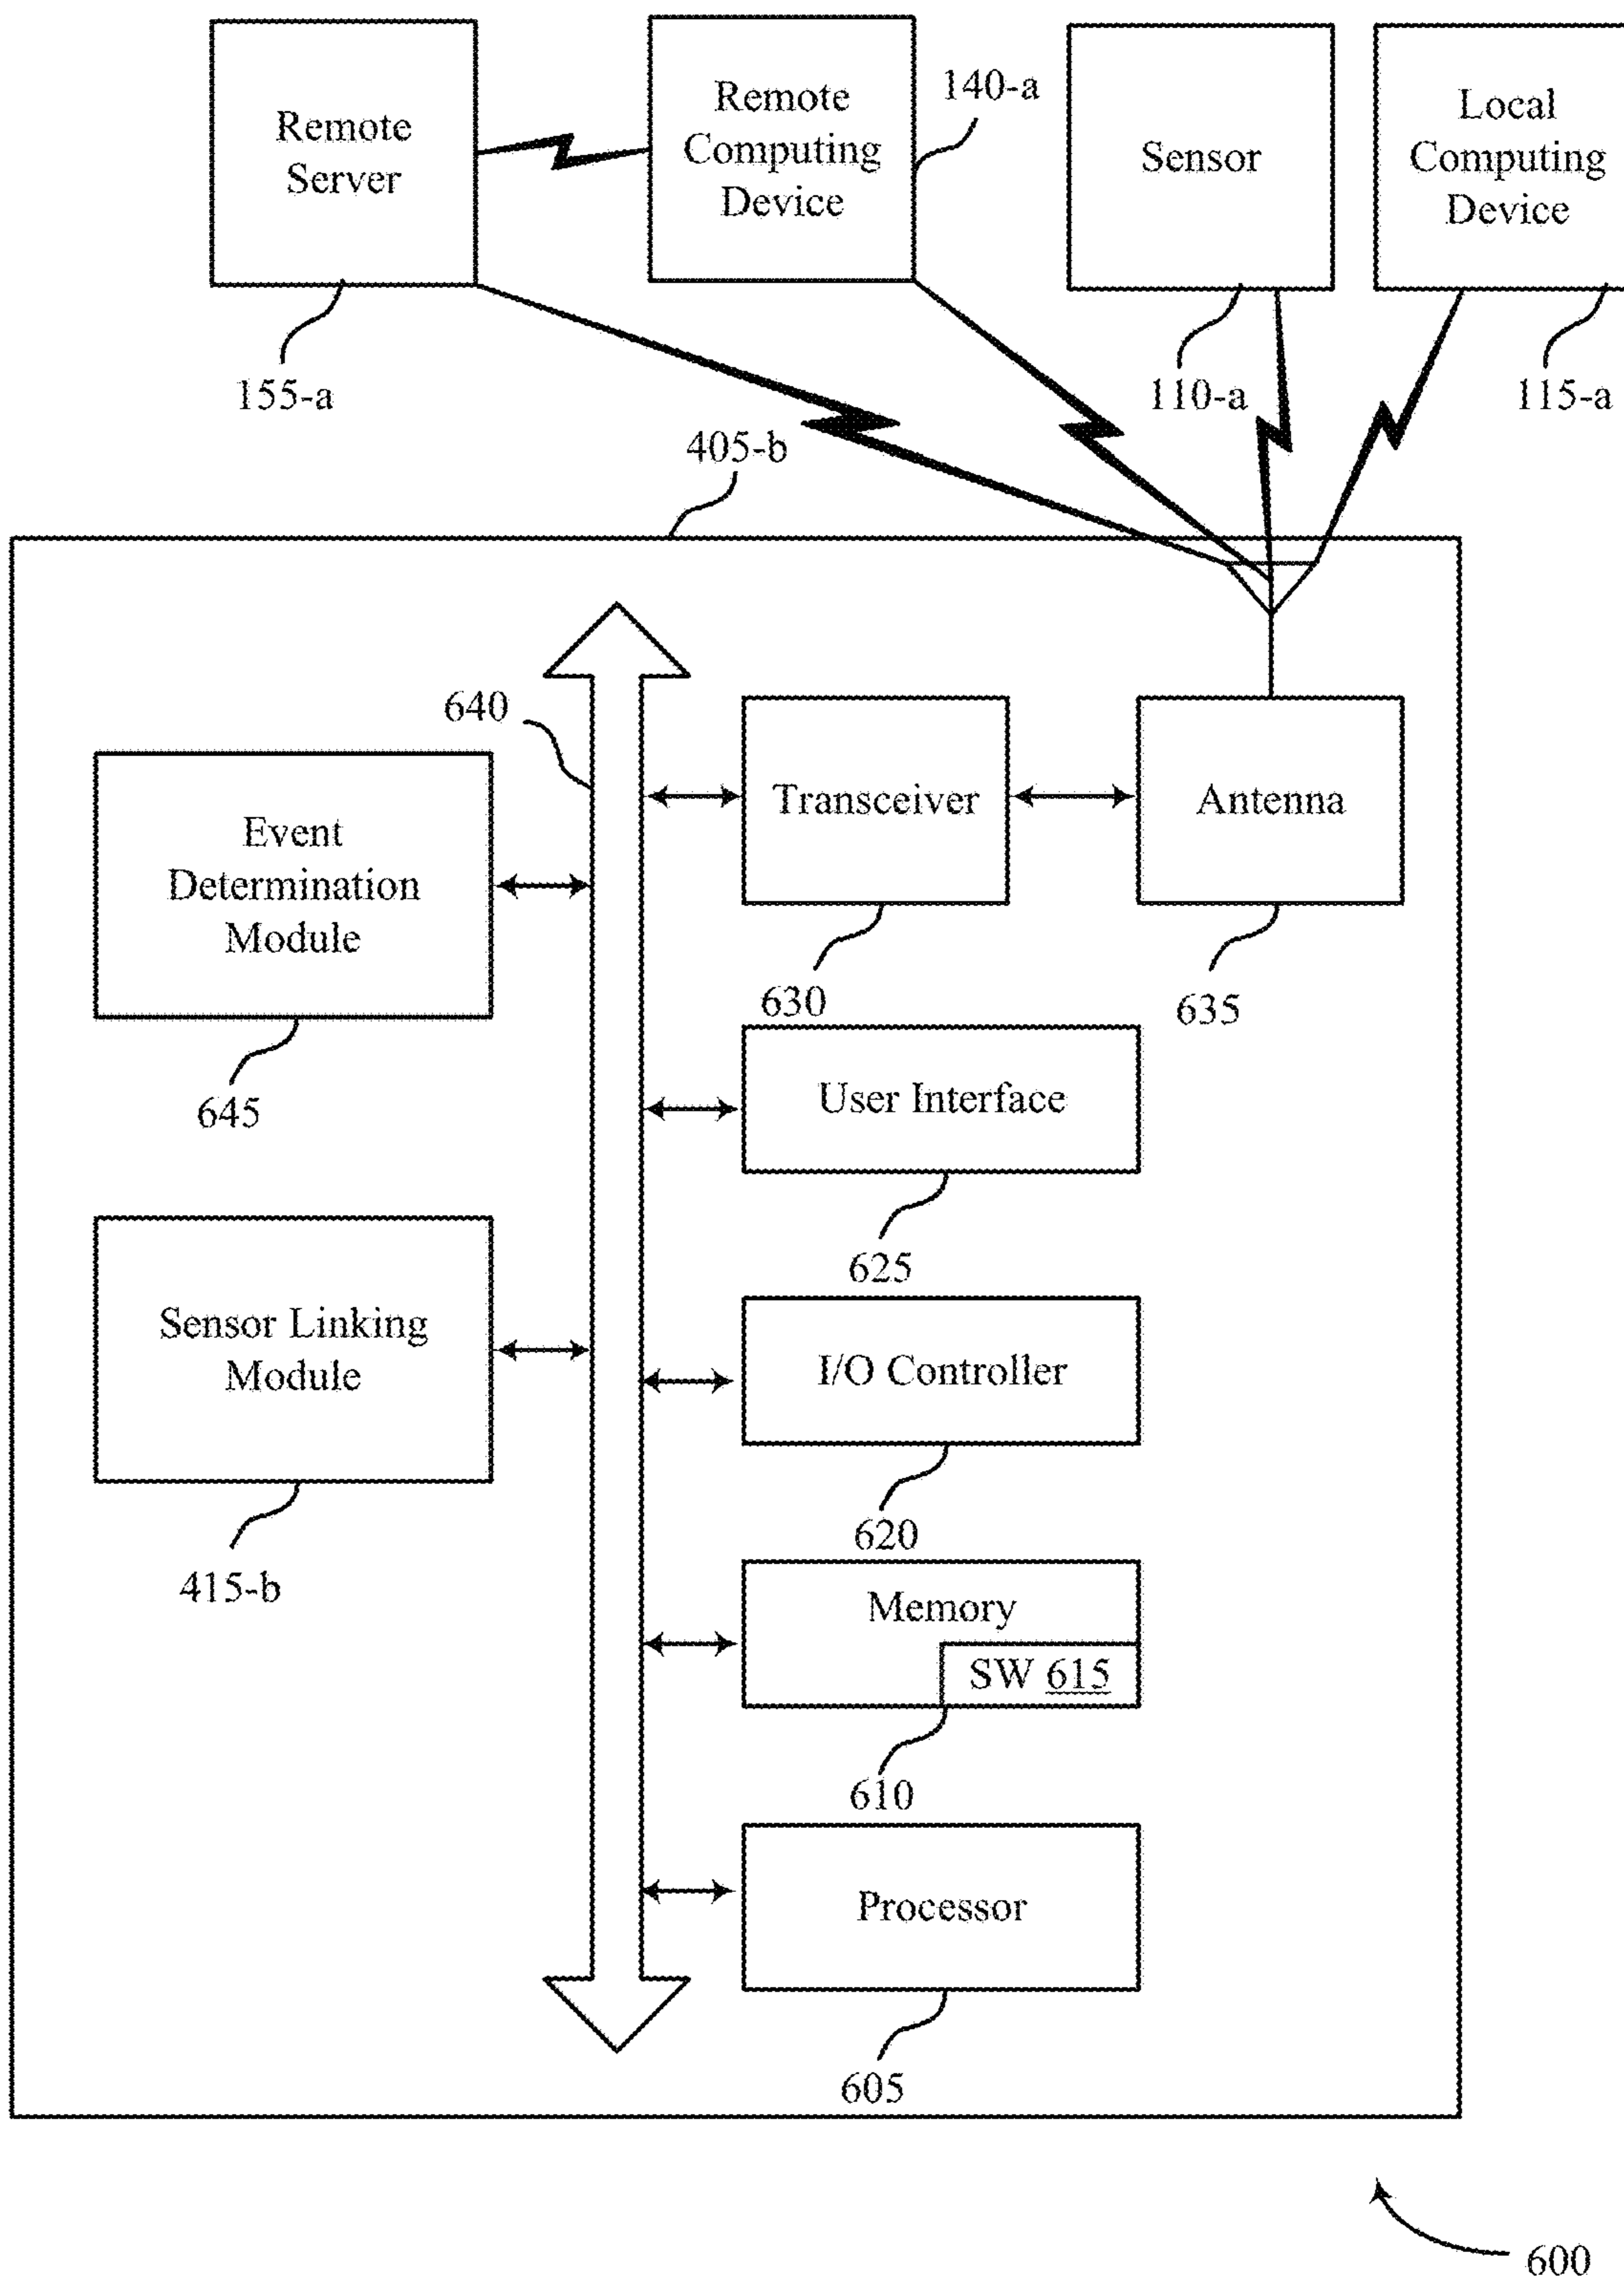 Remote
Server
Remote
Computing
Device
140-a
Sensor
Local
Computing
Device
155-a
110-a
115-a
405-b
640
Event
Determination
Module
Transceiver
Antenna
630
635
645
User Interface
625
Sensor Linking
Module
I/O Controller
620
415-b
Memory
SW 615
610
Processor
605
600